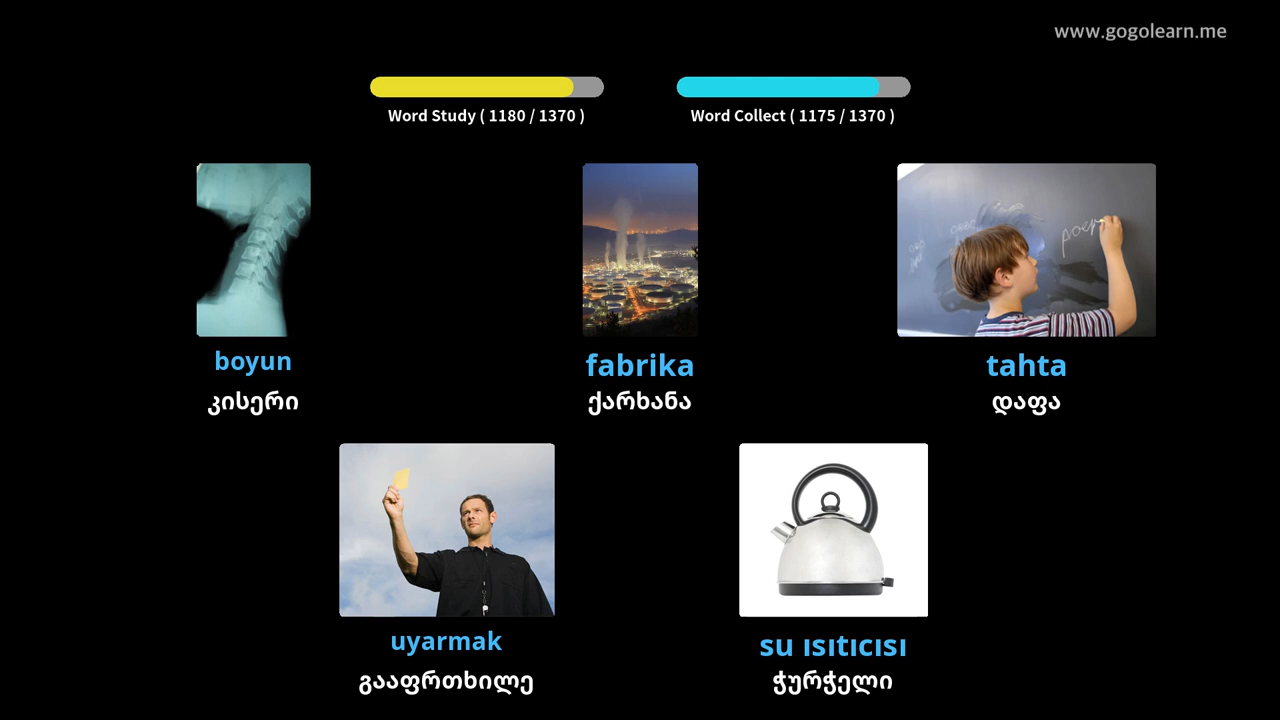 www.gogolearn.me
Word Study ( 1180 / 1370 )
Word Collect ( 1175 / 1370 )
boyun
კისერი
fabrika
ქარხანა
tahta
დაფა
uyarmak
გააფრთხილე
su ısıtıcısı
ჭურჭელი